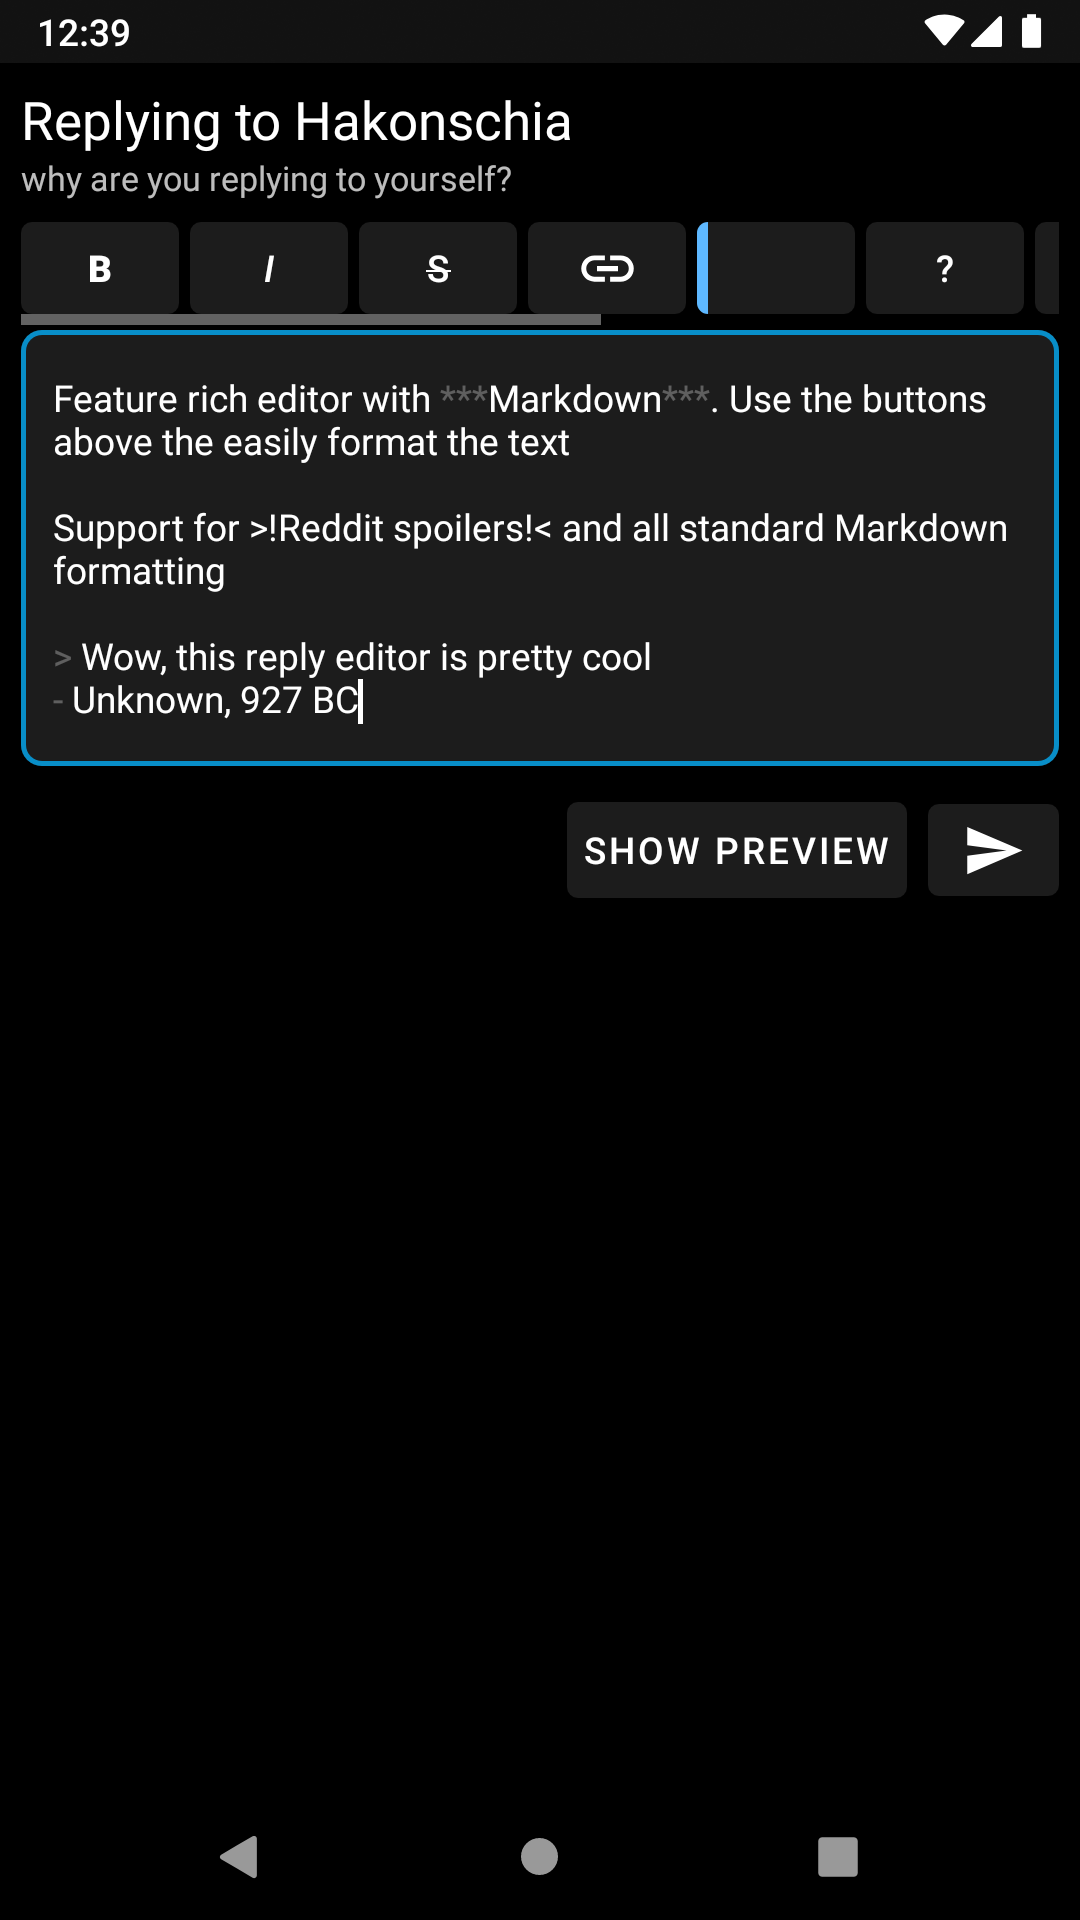 12:39
Replying to Hakonschia
why are you replying to yourself?
B I S ?
Feature rich editor with ***Markdown***. Use the buttons
above the easily format the text
Support for >!Reddit spoilers!< and all standard Markdown
formatting
> Wow, this reply editor is pretty cool
- Unknown, 927 BC
SHOW PREVIEW